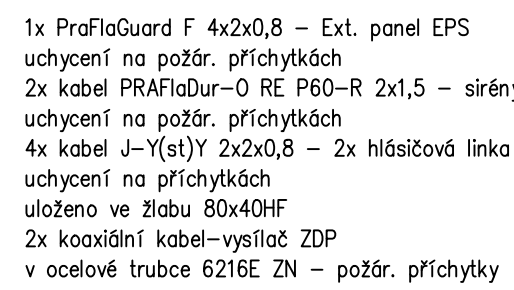 1x PraFlaGuard F 4x2x0,8 – Ext. panel EPS
uchycení na požár. příchytkách
2x kabel PRAFlaDur–O RE P60–R 2x1,5 – sirény
uchycení na požár. příchytkách
4x kabel J–Y(st)Y 2x2x0,8 – 2x hlásičová linka
uchycení na příchytkách
uloženo ve žlabu 80x40HF
2x koaxiální kabel–vysílač ZDP
v ocelové trubce 6216E ZN – požár. příchytky